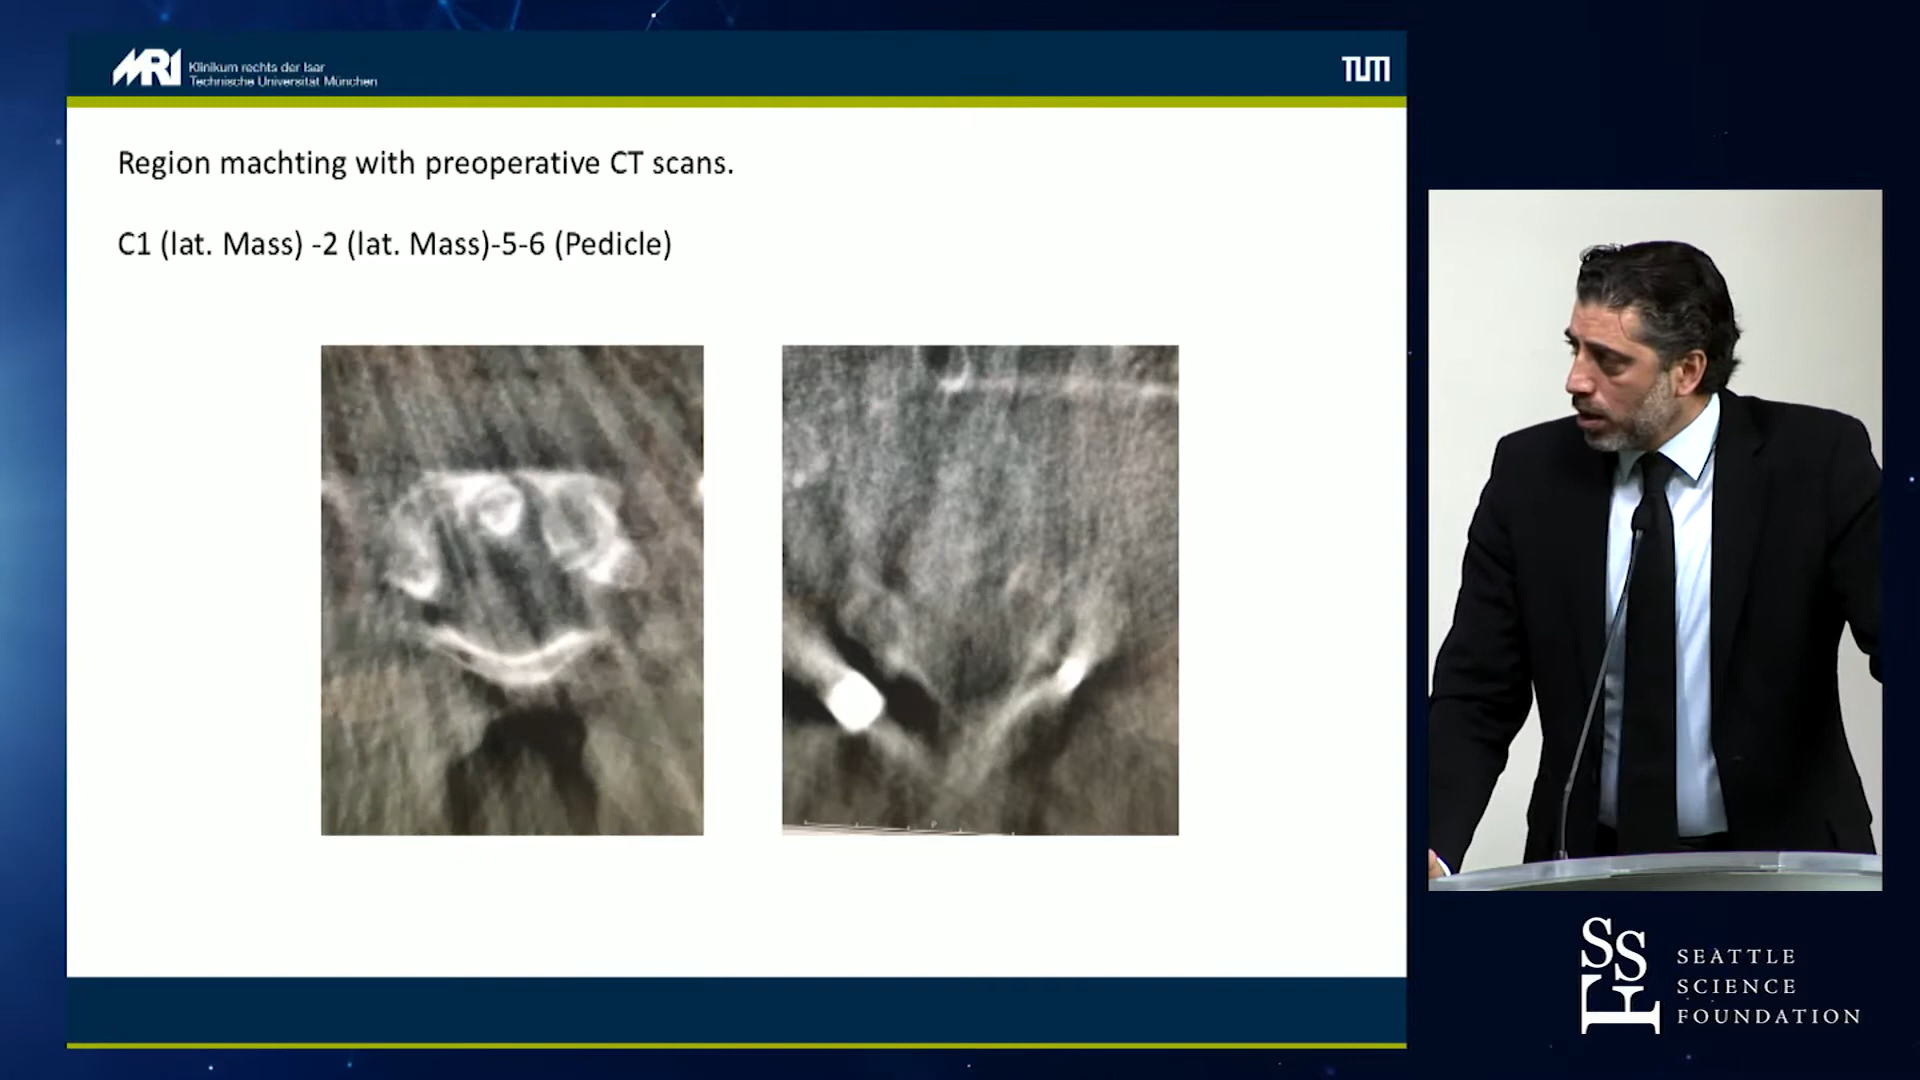 MRI Klinikum rechts der Isar
Technische Universität München
TUM
Region machting with preoperative CT scans.
C1 (lat. Mass) -2 (lat. Mass)-5-6 (Pedicle)
P
SSF
SEATTLE
SCIENCE
FOUNDATION